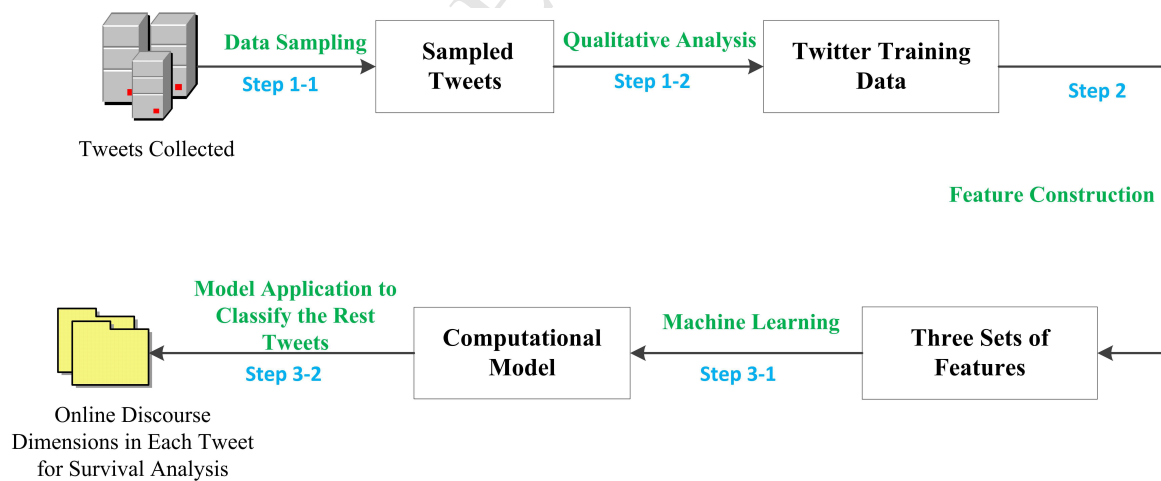 Data Sampling
Step 1-1
Sampled
Tweets
Qualitative Analysis
Step 1-2
Twitter Training
Data
Step 2
Tweets Collected
Feature Construction
Model Application to
Classify the Rest
Tweets
Step 3-2
Computational
Model
Machine Learning
Step 3-1
Three Sets of
Features
Online Discourse
Dimensions in Each Tweet
for Survival Analysis